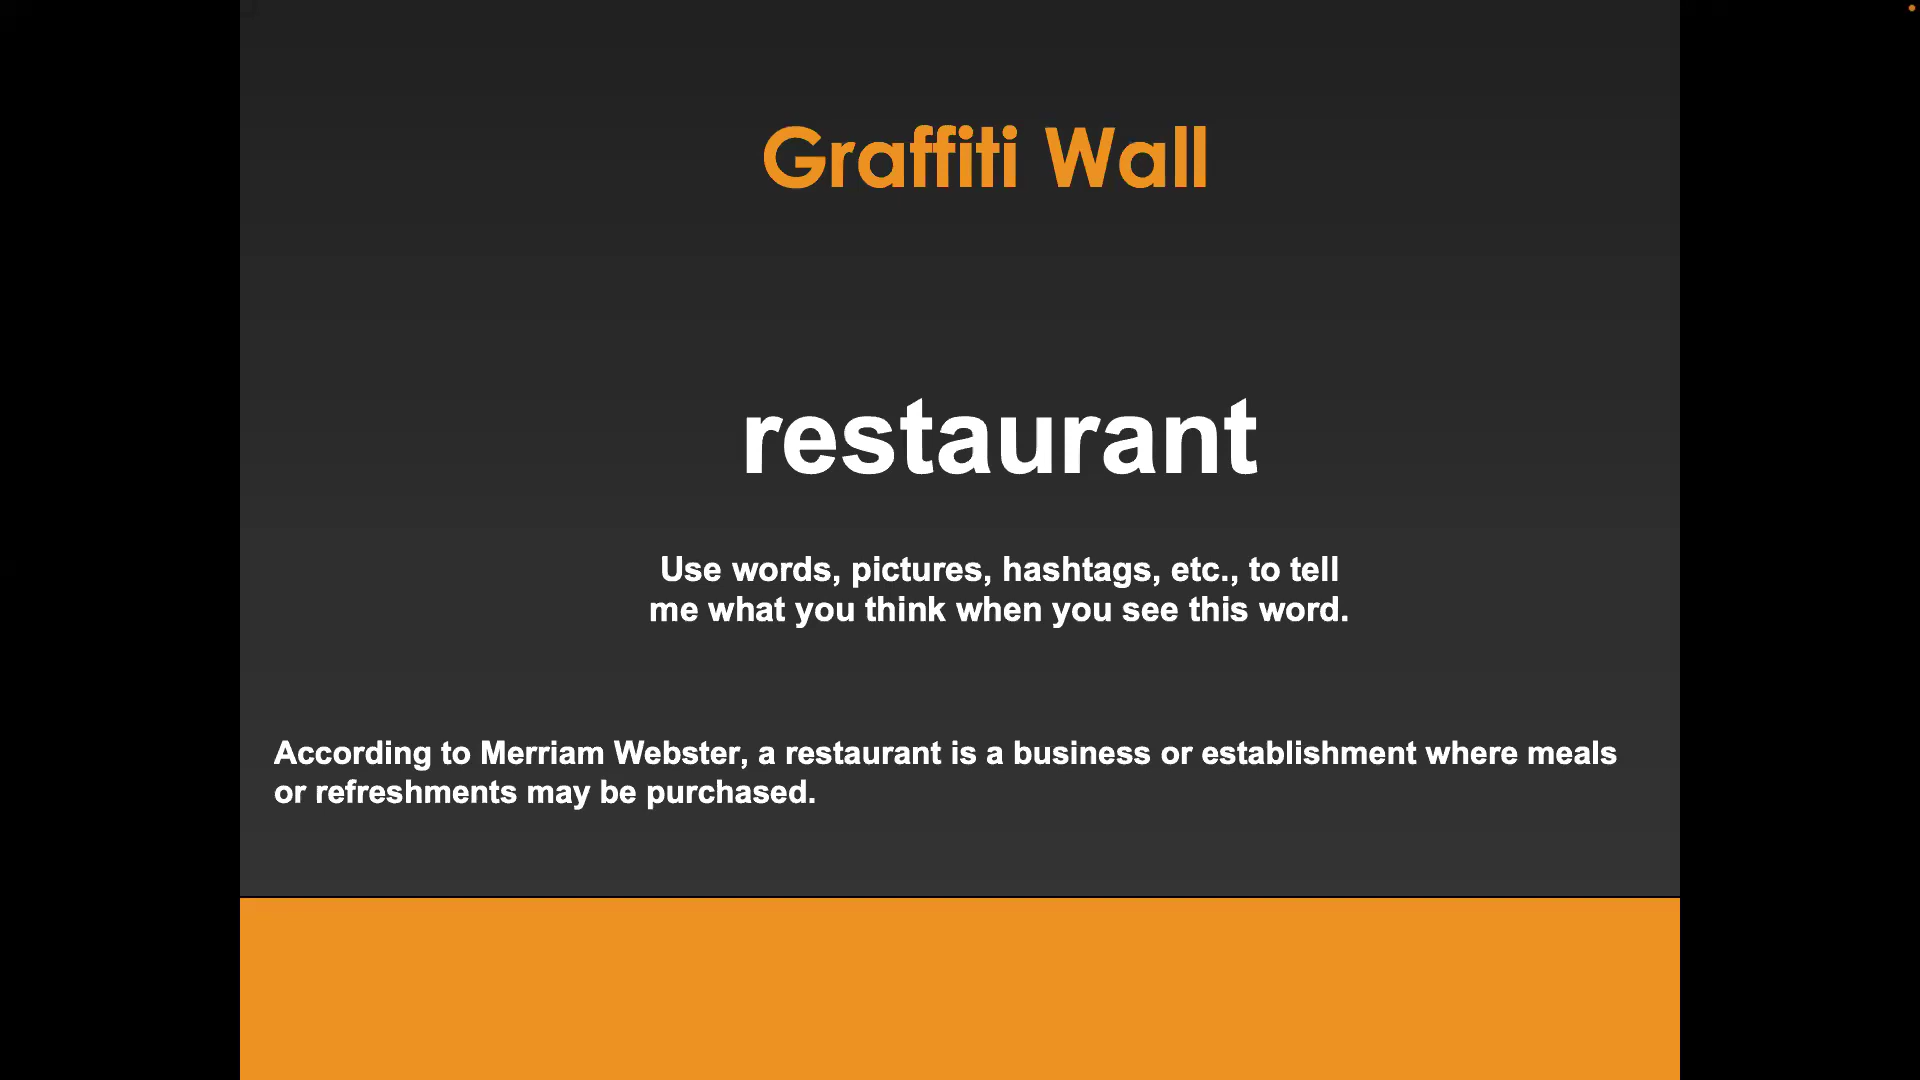 Graffiti Wall
restaurant
Use words, pictures, hashtags, etc., to tell
me what you think when you see this word.
According to Merriam Webster, a restaurant is a business or establishment where meals
or refreshments may be purchased.